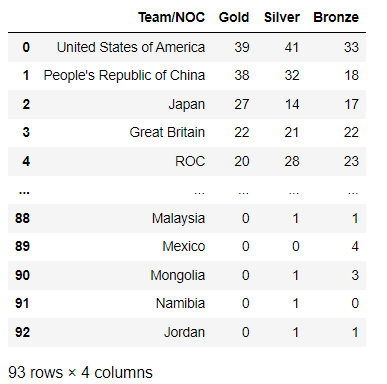 Team/NOC Gold Silver Bronze
0 United States of America 39 41 33
1 People's Republic of China 38 32 18
2 Japan 27 14 17
3 Great Britain 22 21 22
4 ROC 20 28 23
... ... ... ... ...
88 Malaysia 0 1 1
89 Mexico 0 0 4
90 Mongolia 0 1 3
91 Namibia 0 1 0
92 Jordan 0 1 1
93 rows × 4 columns